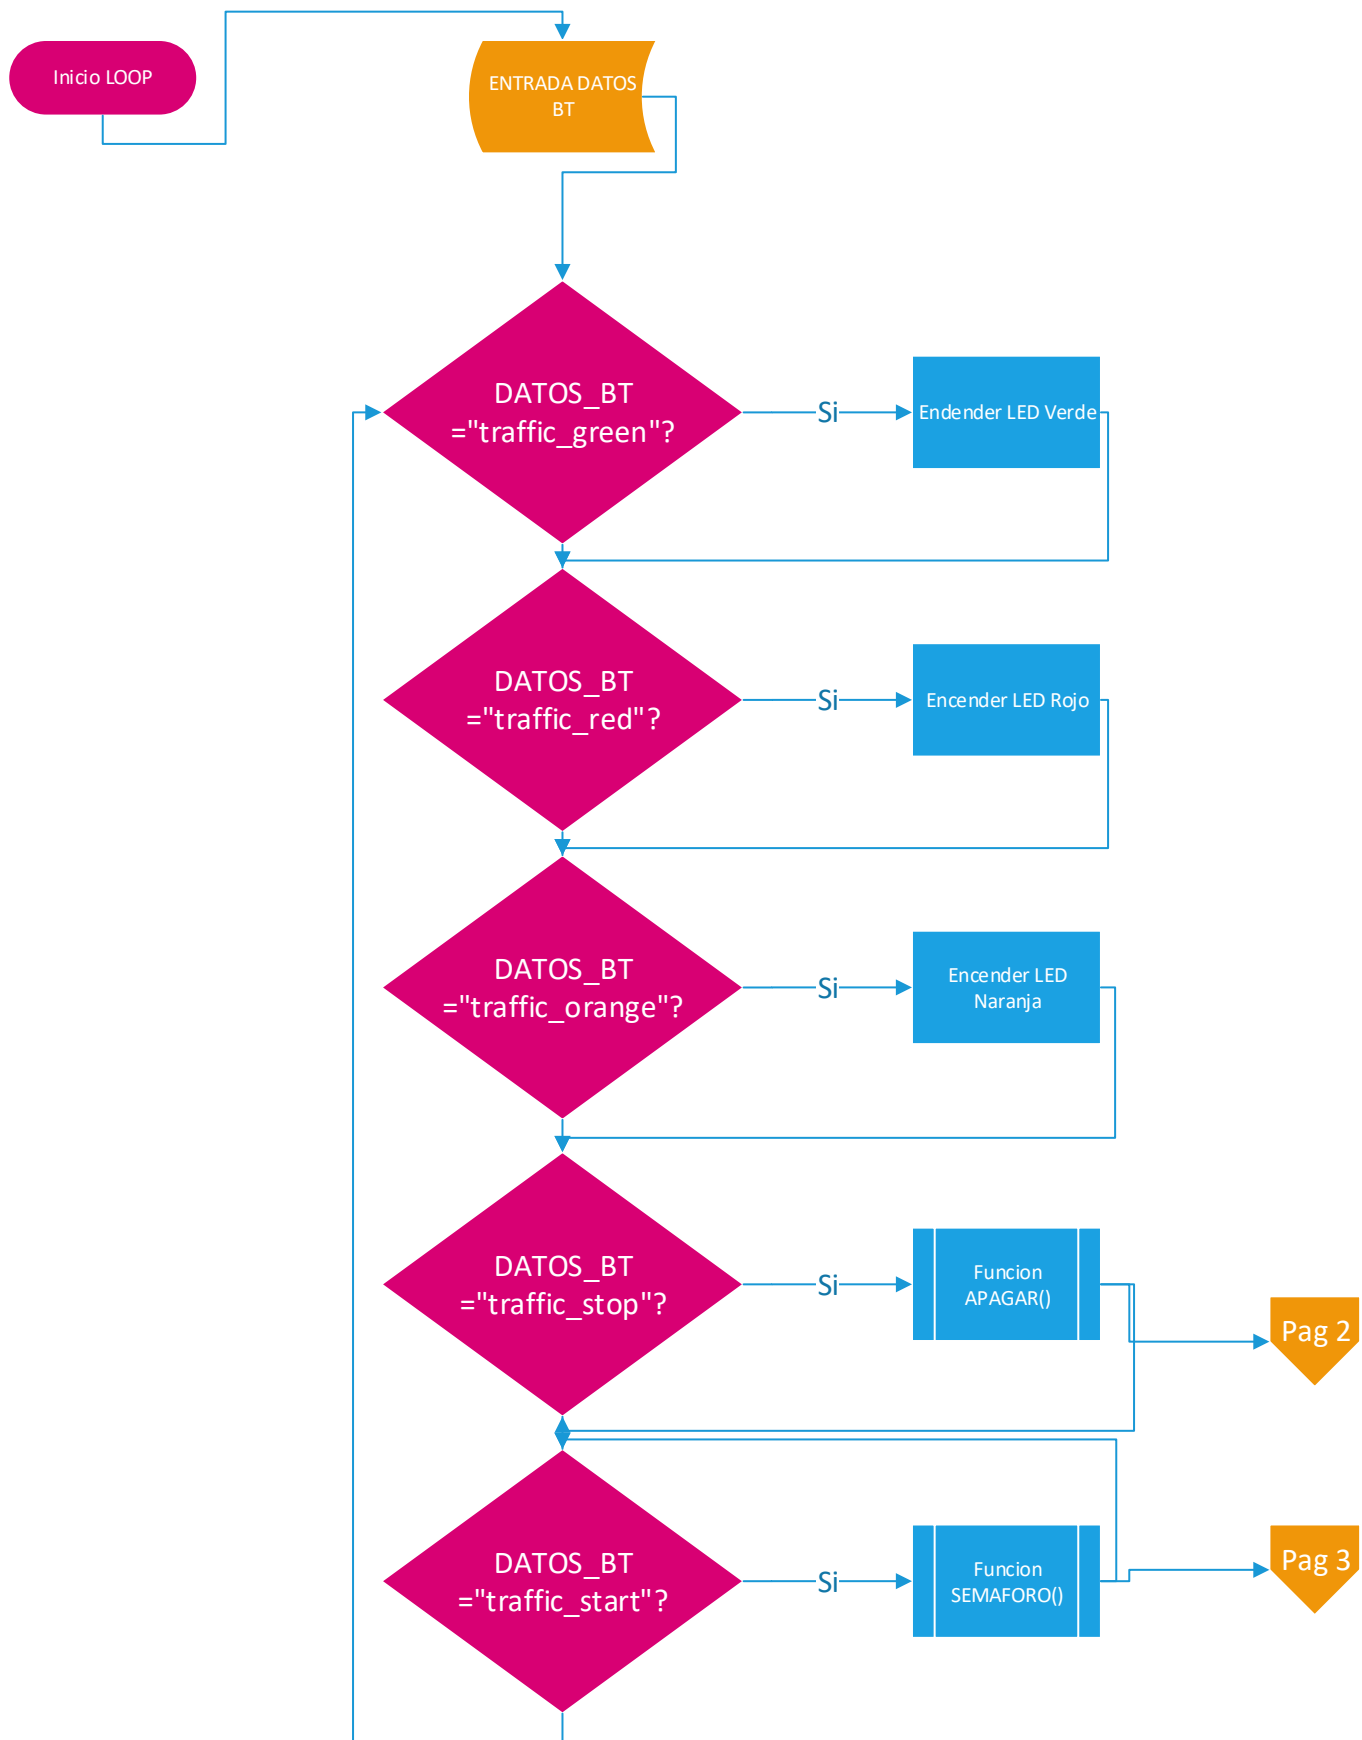 Inicio LOOP
ENTRADA DATOS
BT
DATOS_BT
="traffic_green"?
Si
Endender LED Verde
DATOS_BT
="traffic_red"?
Si
Encender LED Rojo
DATOS_BT
="traffic_orange"?
Si
Encender LED
Naranja
DATOS_BT
="traffic_stop"?
Si
Funcion
APAGAR()
Pag 2
DATOS_BT
="traffic_start"?
Si
Funcion
SEMAFORO()
Pag 3